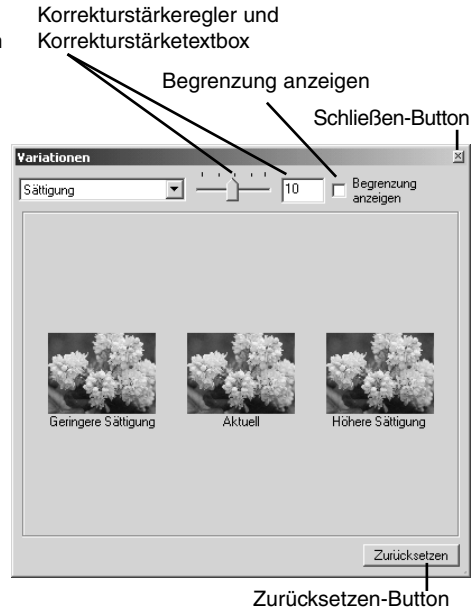 Korrekturstärkeregler und
n Korrekturstärketextbox
Begrenzung anzeigen
Schließen-Button
Variationen
Sättigung
10
Begrenzung
anzeigen
Geringere Sättigung
Aktuell
Höhere Sättigung
Zurücksetzen
Zurücksetzen-Button